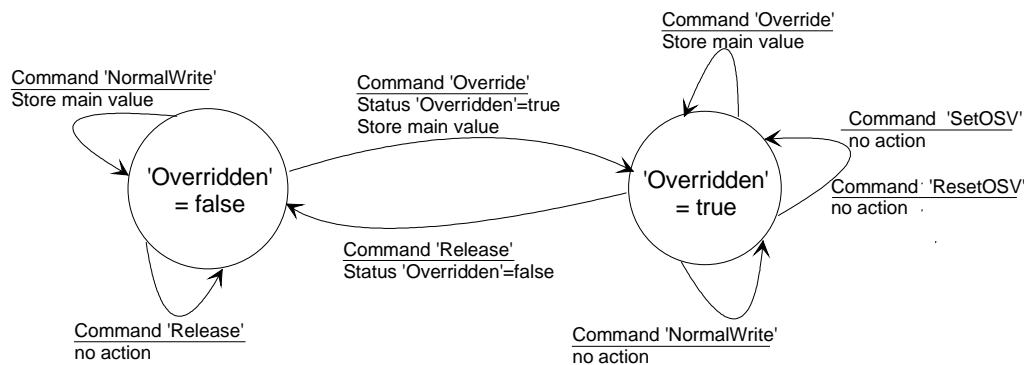 Command 'Override'
Store main value
Command 'NormalWrite'
Store main value
Command 'Override'
Status 'Overridden'=true
Store main value
Command 'SetOSV'
no action
'Overridden'
= false
'Overridden'
= true
Command 'ResetOSV'
no action
Command 'Release'
Status 'Overridden'=false
Command 'Release'
no action
Command 'NormalWrite'
no action